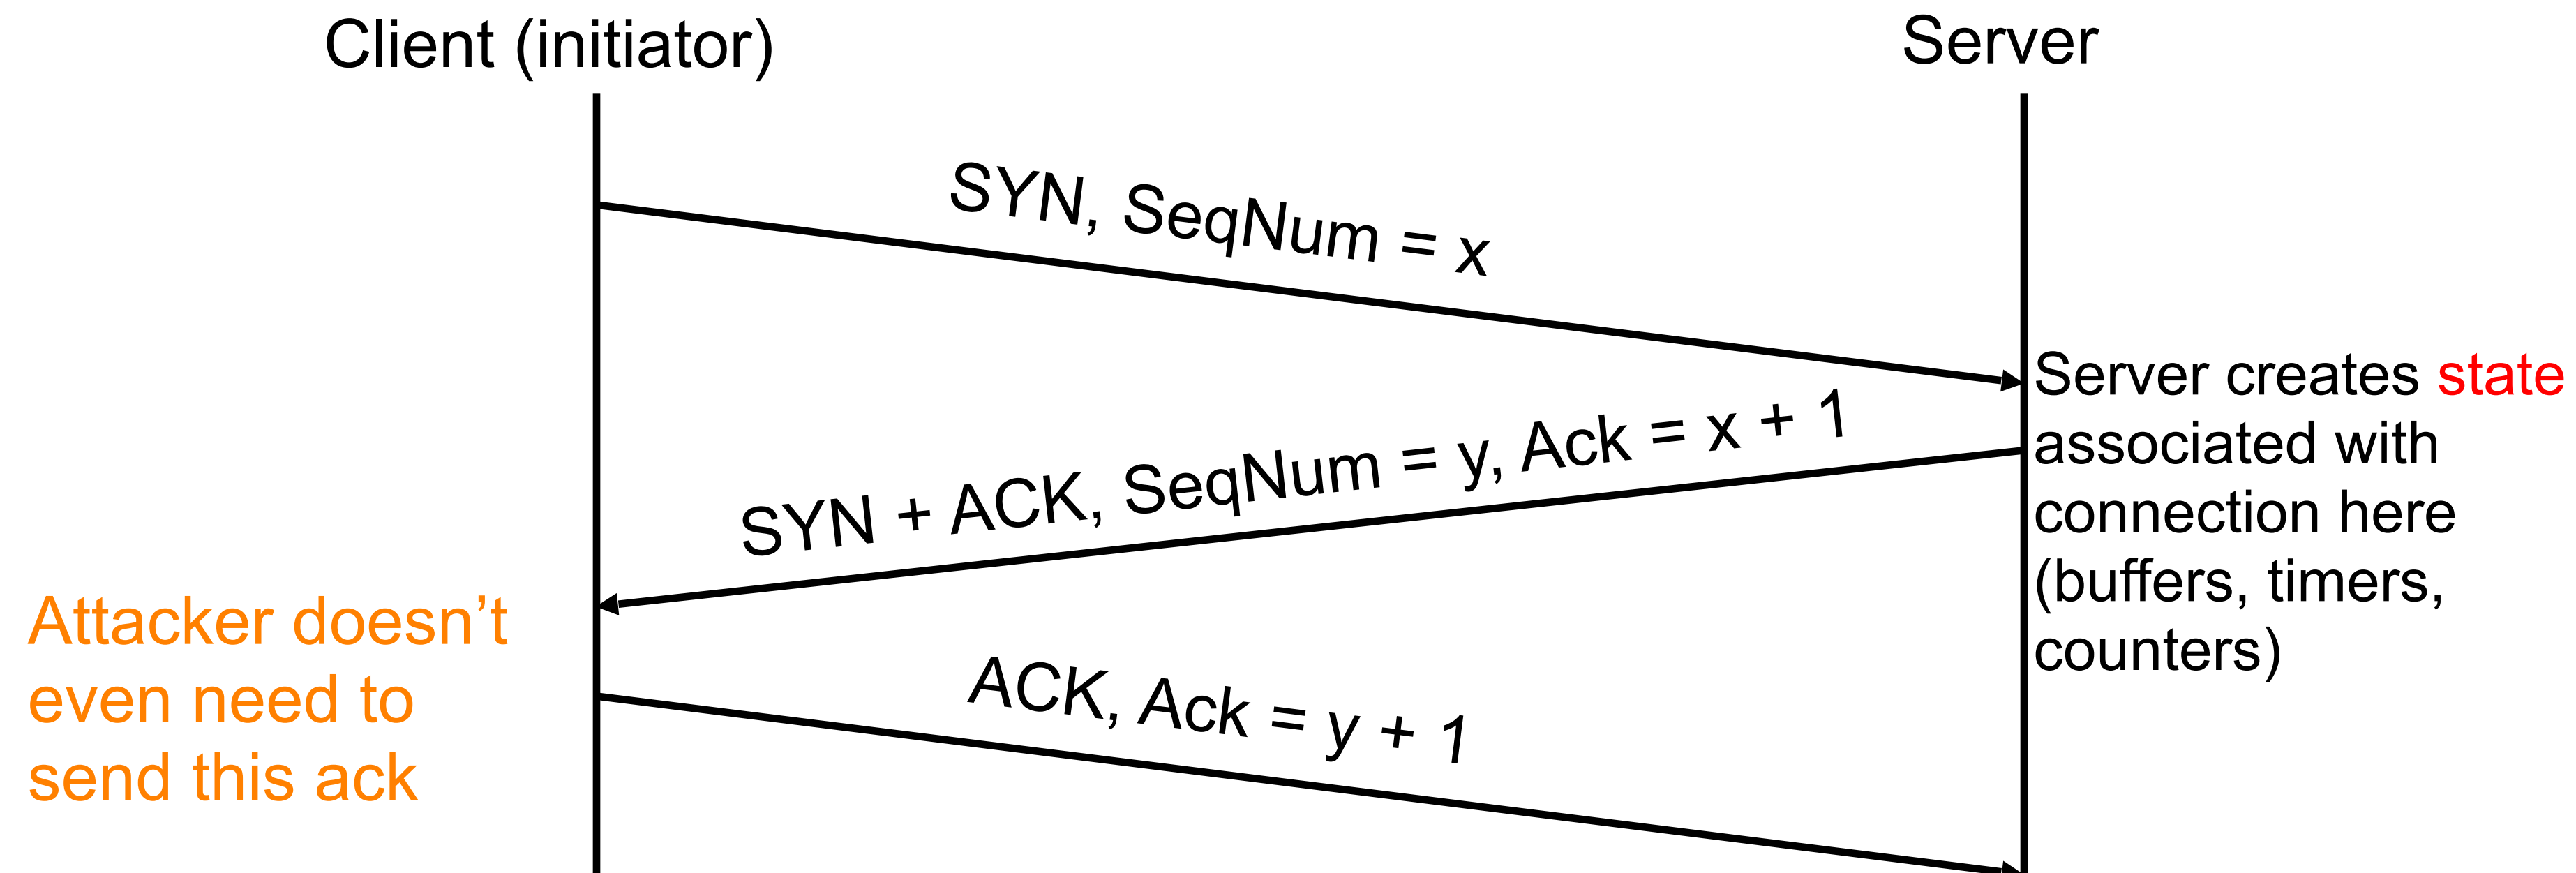 Client (initiator)
Server
SYN, SeqNum = x
Server creates state
associated with
connection here
(buffers, timers,
counters)
SYN + ACK, SeqNum = y, Ack = x + 1
Attacker doesn’t
even need to
send this ack
ACK, Ack = y + 1